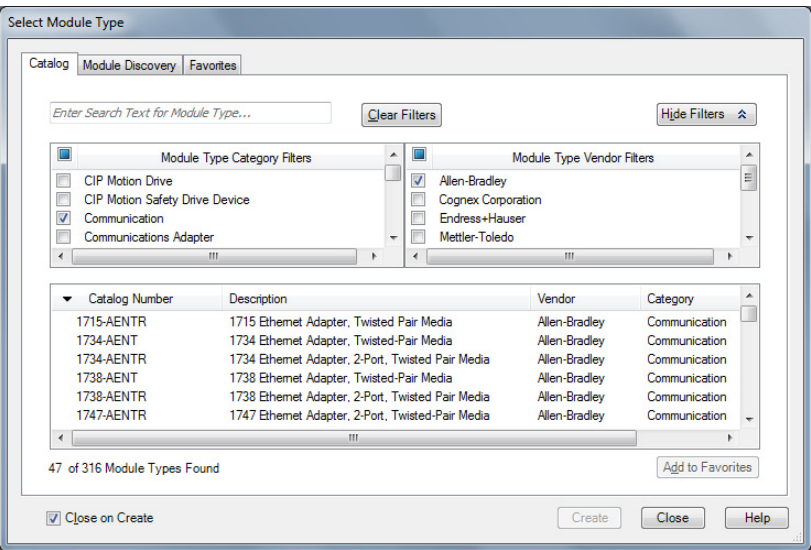 Select Module Type
Catalog Module Discovery Favorites
Enter Search Text for Module Type... Clear Filters Hide Filters
Module Type Category Filters Module Type Vendor Filters
CIP Motion Drive Allen-Bradley
CIP Motion Safety Drive Device Cognex Corporation
Communication Endress+Hauser
Communications Adapter Mettler-Toledo
Catalog Number Description Vendor Category
1715-AENTR 1715 Ethernet Adapter, Twisted Pair Media Allen-Bradley Communication
1734-AENT 1734 Ethernet Adapter, Twisted-Pair Media Allen-Bradley Communication
1734-AENTR 1734 Ethernet Adapter, 2-Port, Twisted Pair Media Allen-Bradley Communication
1738-AENT 1738 Ethernet Adapter, Twisted-Pair Media Allen-Bradley Communication
1738-AENTR 1738 Ethernet Adapter, 2-Port, Twisted Pair Media Allen-Bradley Communication
1747-AENTR 1747 Ethernet Adapter, 2-Port, Twisted-Pair Media Allen-Bradley Communication
47 of 316 Module Types Found Add to Favorites
Close on Create Create Close Help